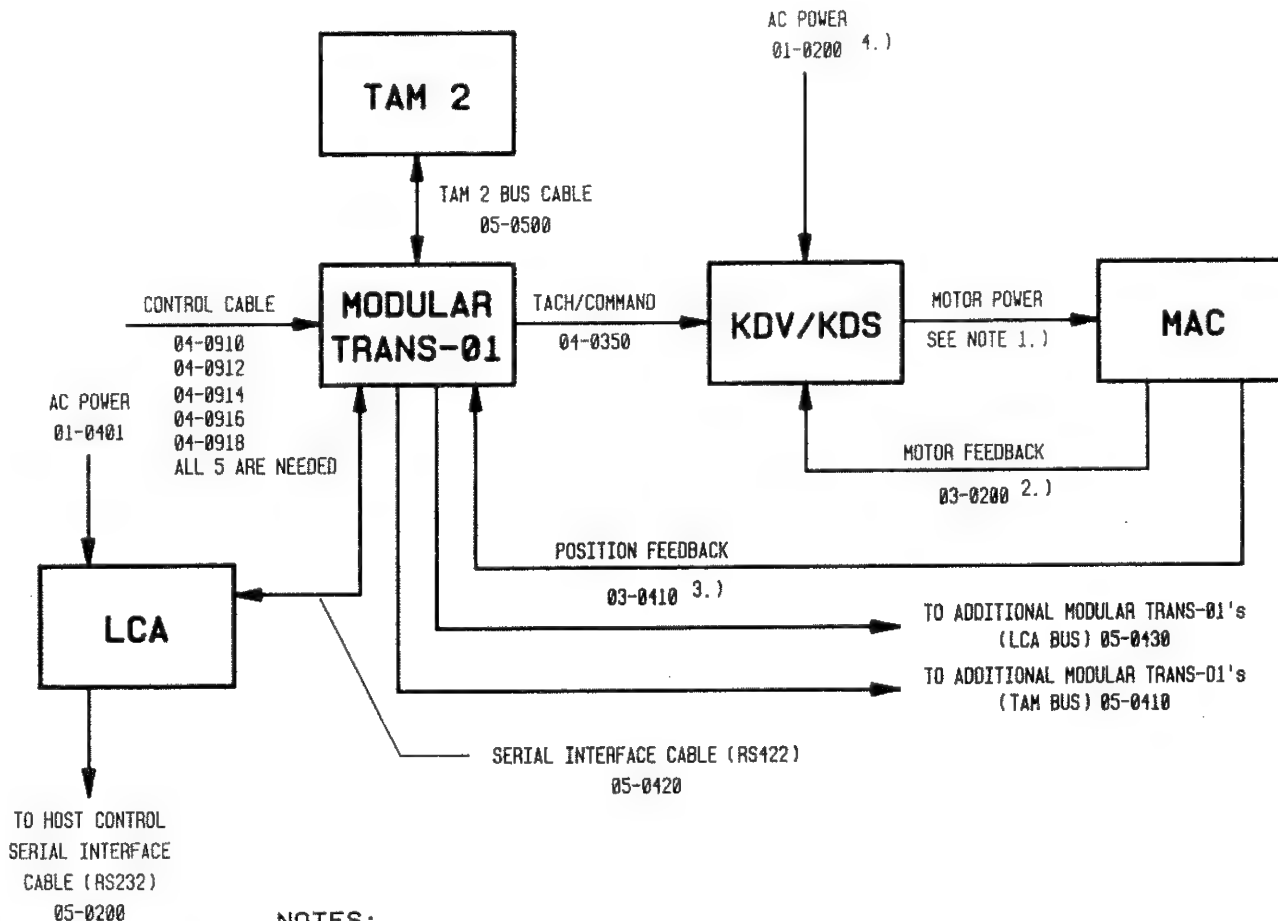 AC POWER
01-0200 4.)
TAM 2
TAM 2 BUS CABLE
05-0500
CONTROL CABLE
04-0910
04-0912
04-0914
04-0916
04-0918
ALL 5 ARE NEEDED
MODULAR
TRANS-01
TACH/COMMAND
04-0350
KDV/KDS
MOTOR POWER
SEE NOTE 1.)
MAC
AC POWER
01-0401
MOTOR FEEDBACK
03-0200 2.)
POSITION FEEDBACK
03-0410 3.)
LCA
TO ADDITIONAL MODULAR TRANS-01's
(LCA BUS) 05-0430
TO ADDITIONAL MODULAR TRANS-01's
(TAM BUS) 05-0410
SERIAL INTERFACE CABLE (RS422)
05-0420
TO HOST CONTROL
SERIAL INTERFACE
CABLE (RS232)
05-0200
NOTES: